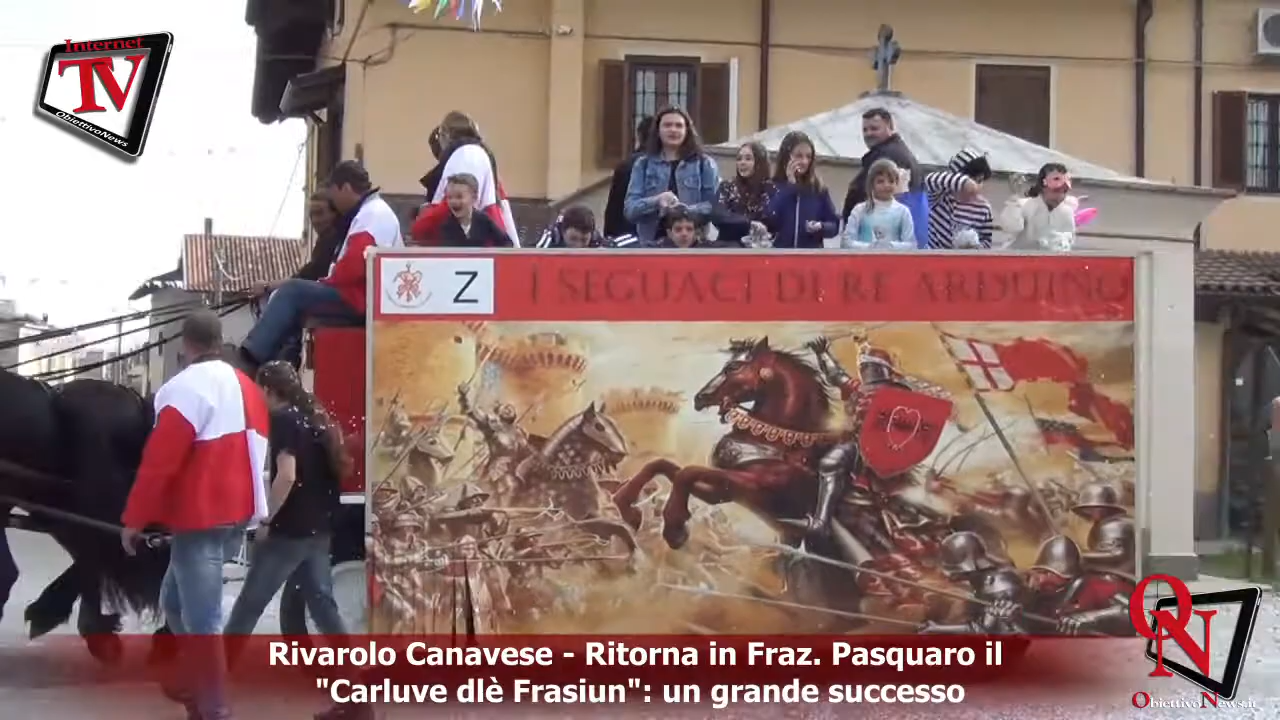 Internet
TV
ObiettivoNews
Z
I SEGUACI DI RE ARDUINO
Rivarolo Canavese - Ritorna in Fraz. Pasquaro il
"Carluve dlè Frasiun": un grande successo
ON
ObiettivoNews.it